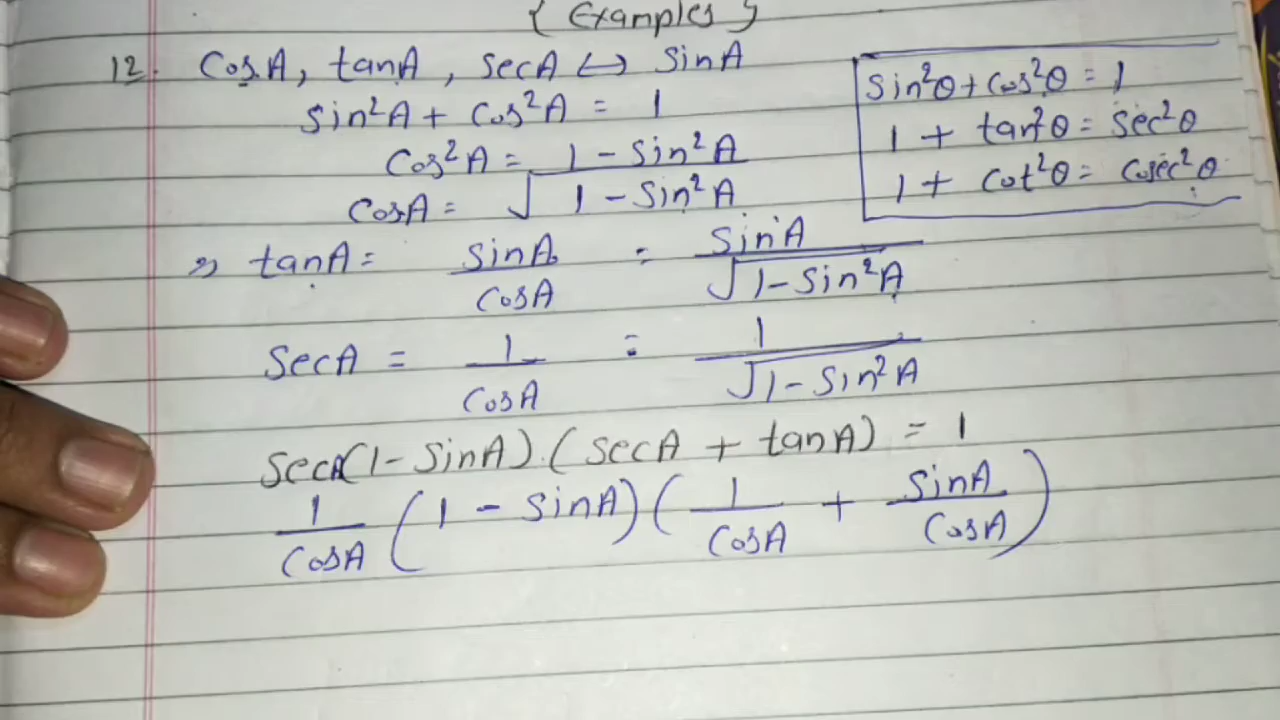 { Examples }
12. CosA, tanA, secA ↔ sinA
sin²A + cos²A = 1
cos²A = 1 - sin²A
cosA = √(1 - sin²A)
sin²θ + cos²θ = 1
1 + tan²θ = sec²θ
1 + cot²θ = cosec²θ
⇒ tanA = sinA/cosA = sinA/√(1-sin²A)
secA = 1/cosA = 1/√(1-sin²A)
secA(1-sinA).(secA + tanA) = 1
1/cosA (1 - sinA)(1/cosA + sinA/cosA)